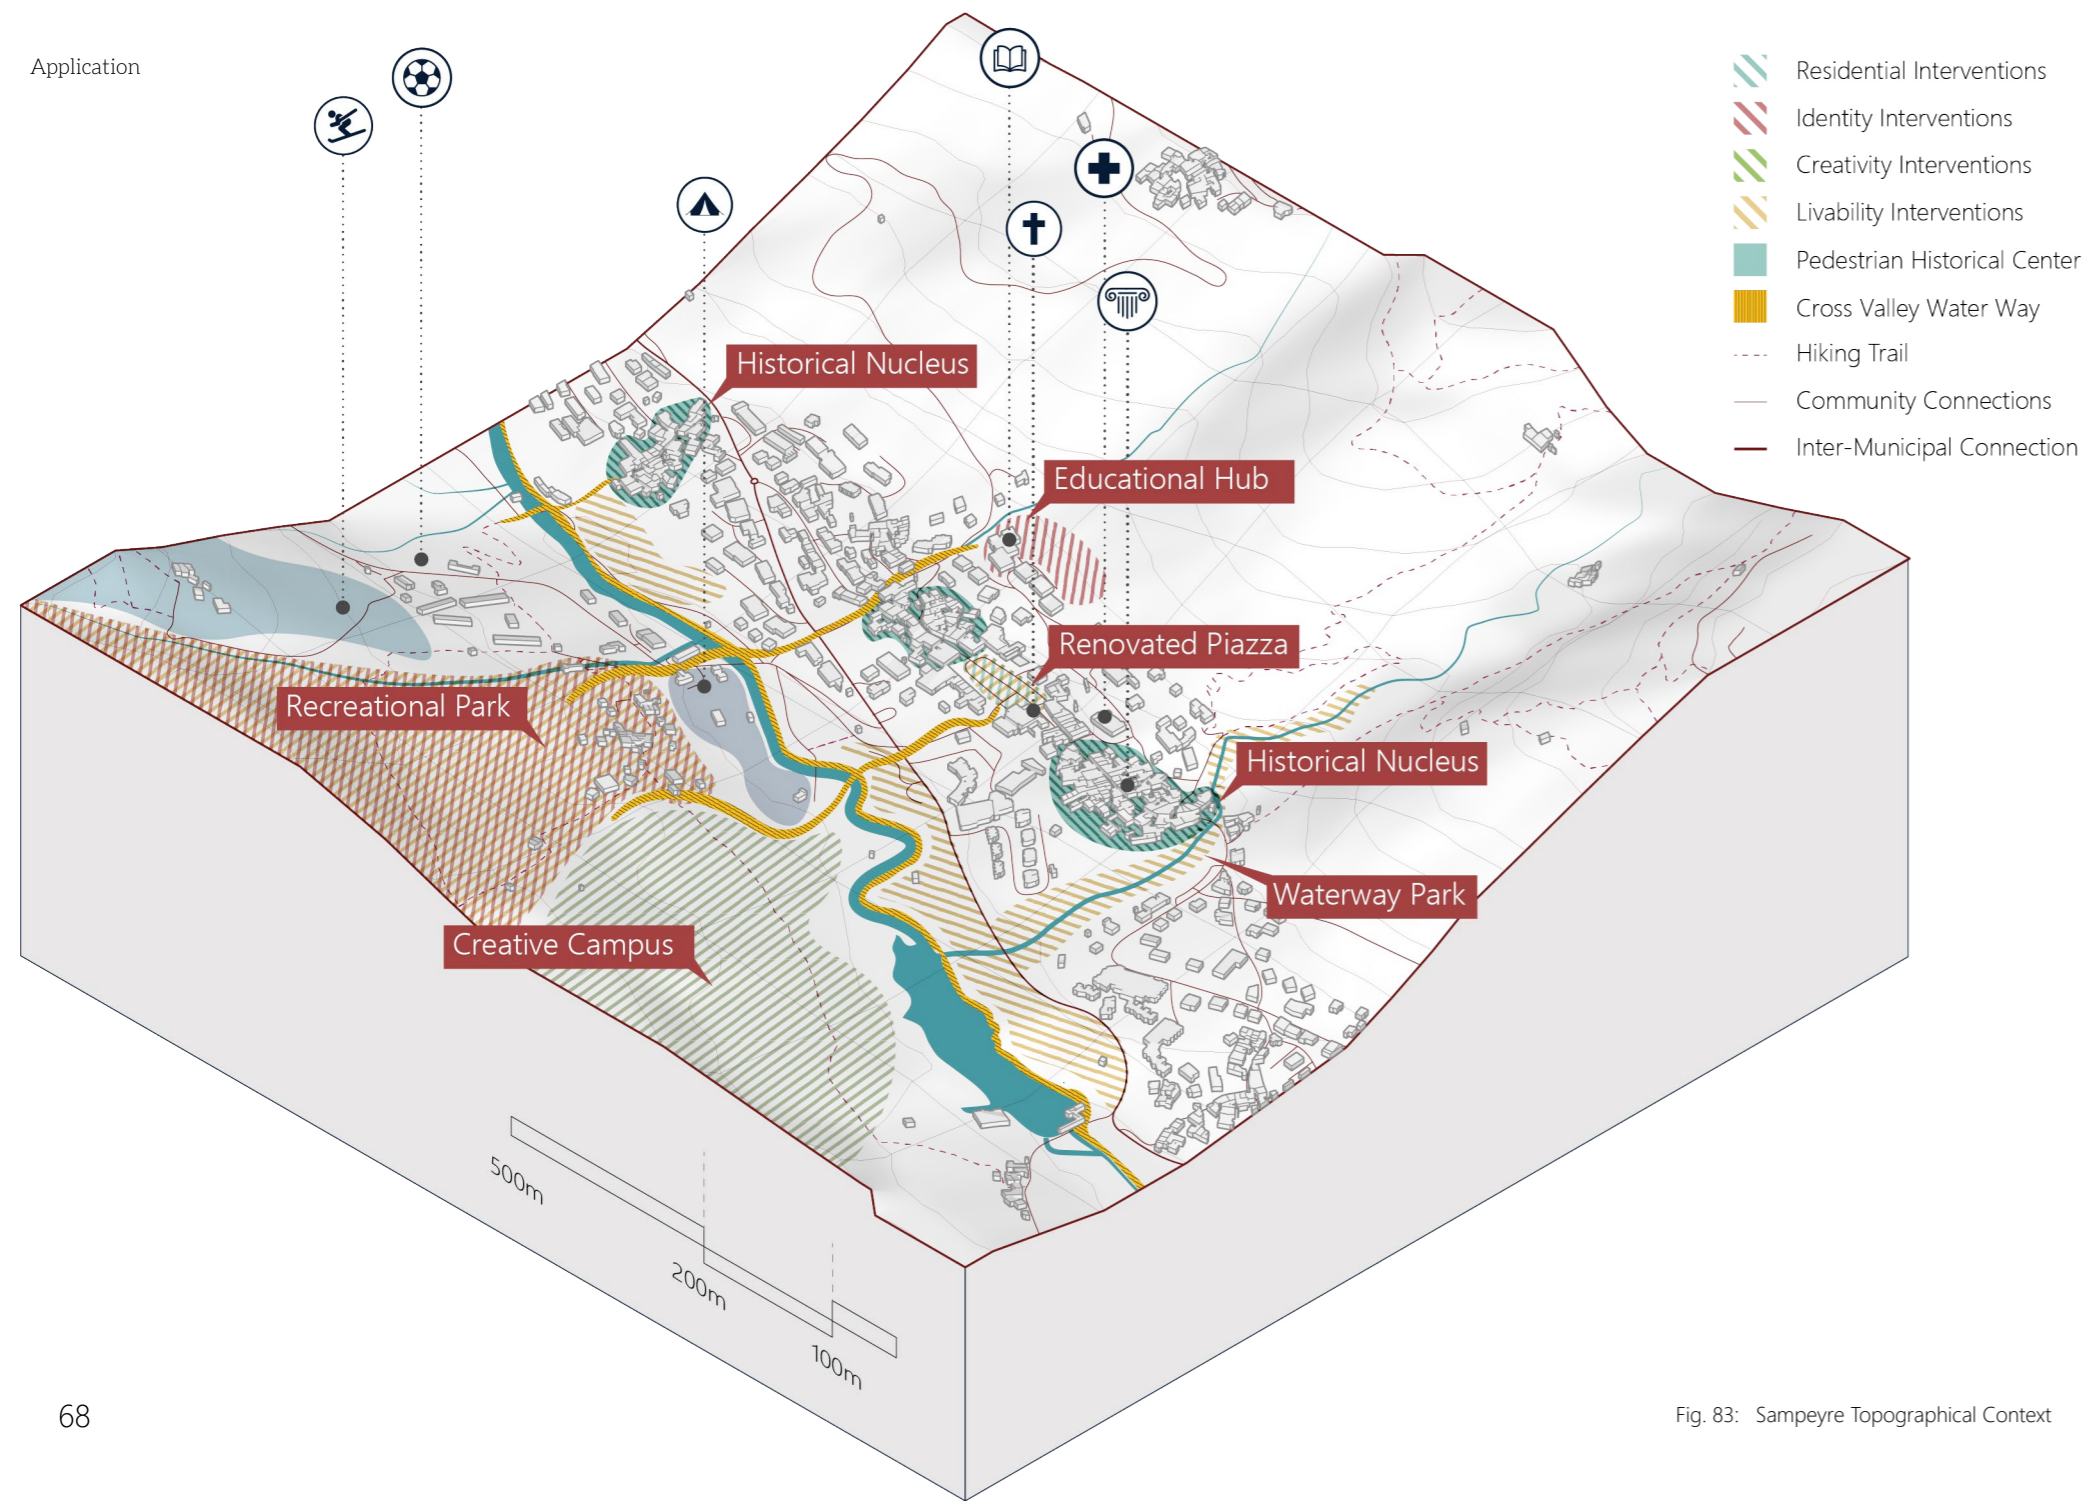 Application
Residential Interventions
Identity Interventions
Creativity Interventions
Livability Interventions
Pedestrian Historical Center
Cross Valley Water Way
Hiking Trail
Community Connections
Inter-Municipal Connection
Historical Nucleus
Educational Hub
Renovated Piazza
Recreational Park
Historical Nucleus
Waterway Park
Creative Campus
500m
200m
100m
68
Fig. 83: Sampeyre Topographical Context